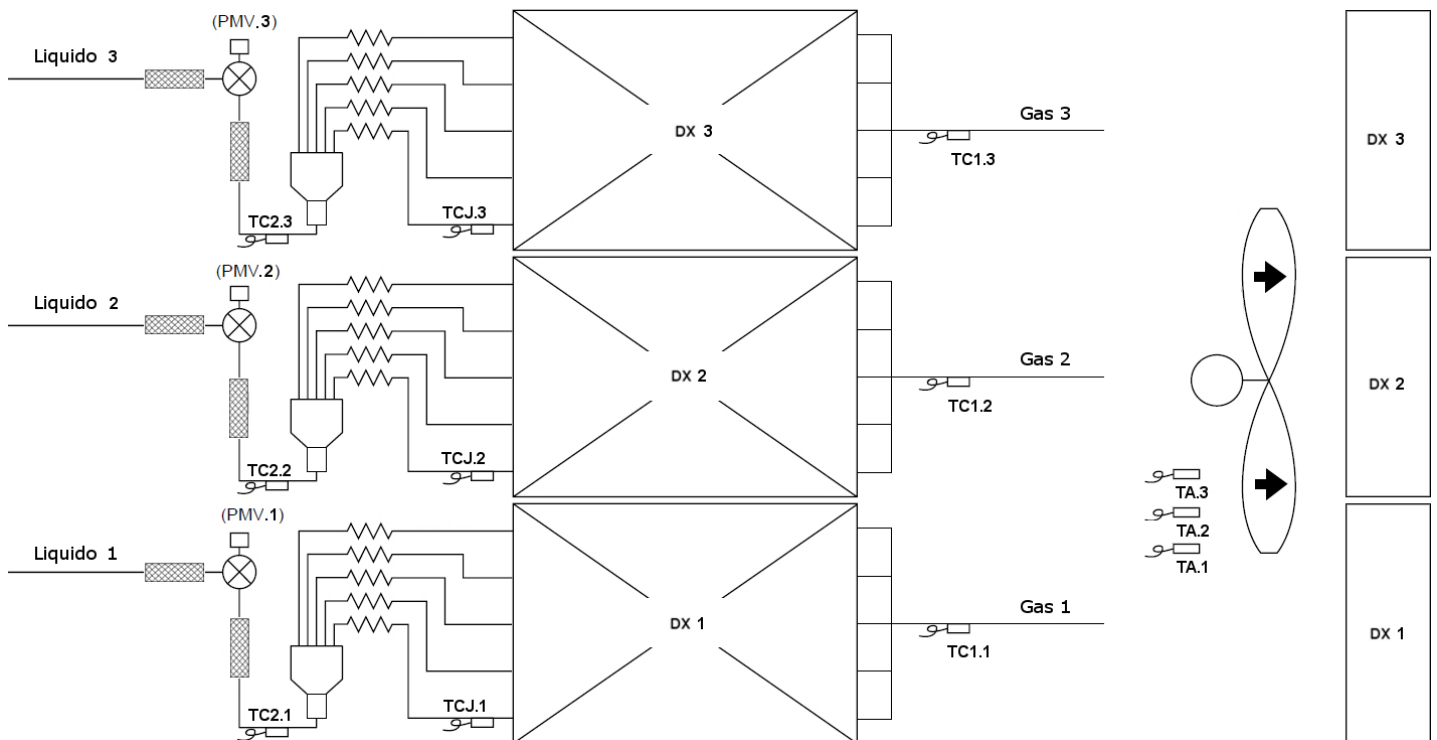 (PMV.3)
Liquido 3
DX 3
Gas 3
TC1.3
TC2.3
TCJ.3
DX 3
(PMV.2)
Liquido 2
DX 2
Gas 2
TC1.2
TC2.2
TCJ.2
DX 2
TA.3
TA.2
TA.1
(PMV.1)
Liquido 1
DX 1
Gas 1
TC1.1
TC2.1
TCJ.1
DX 1